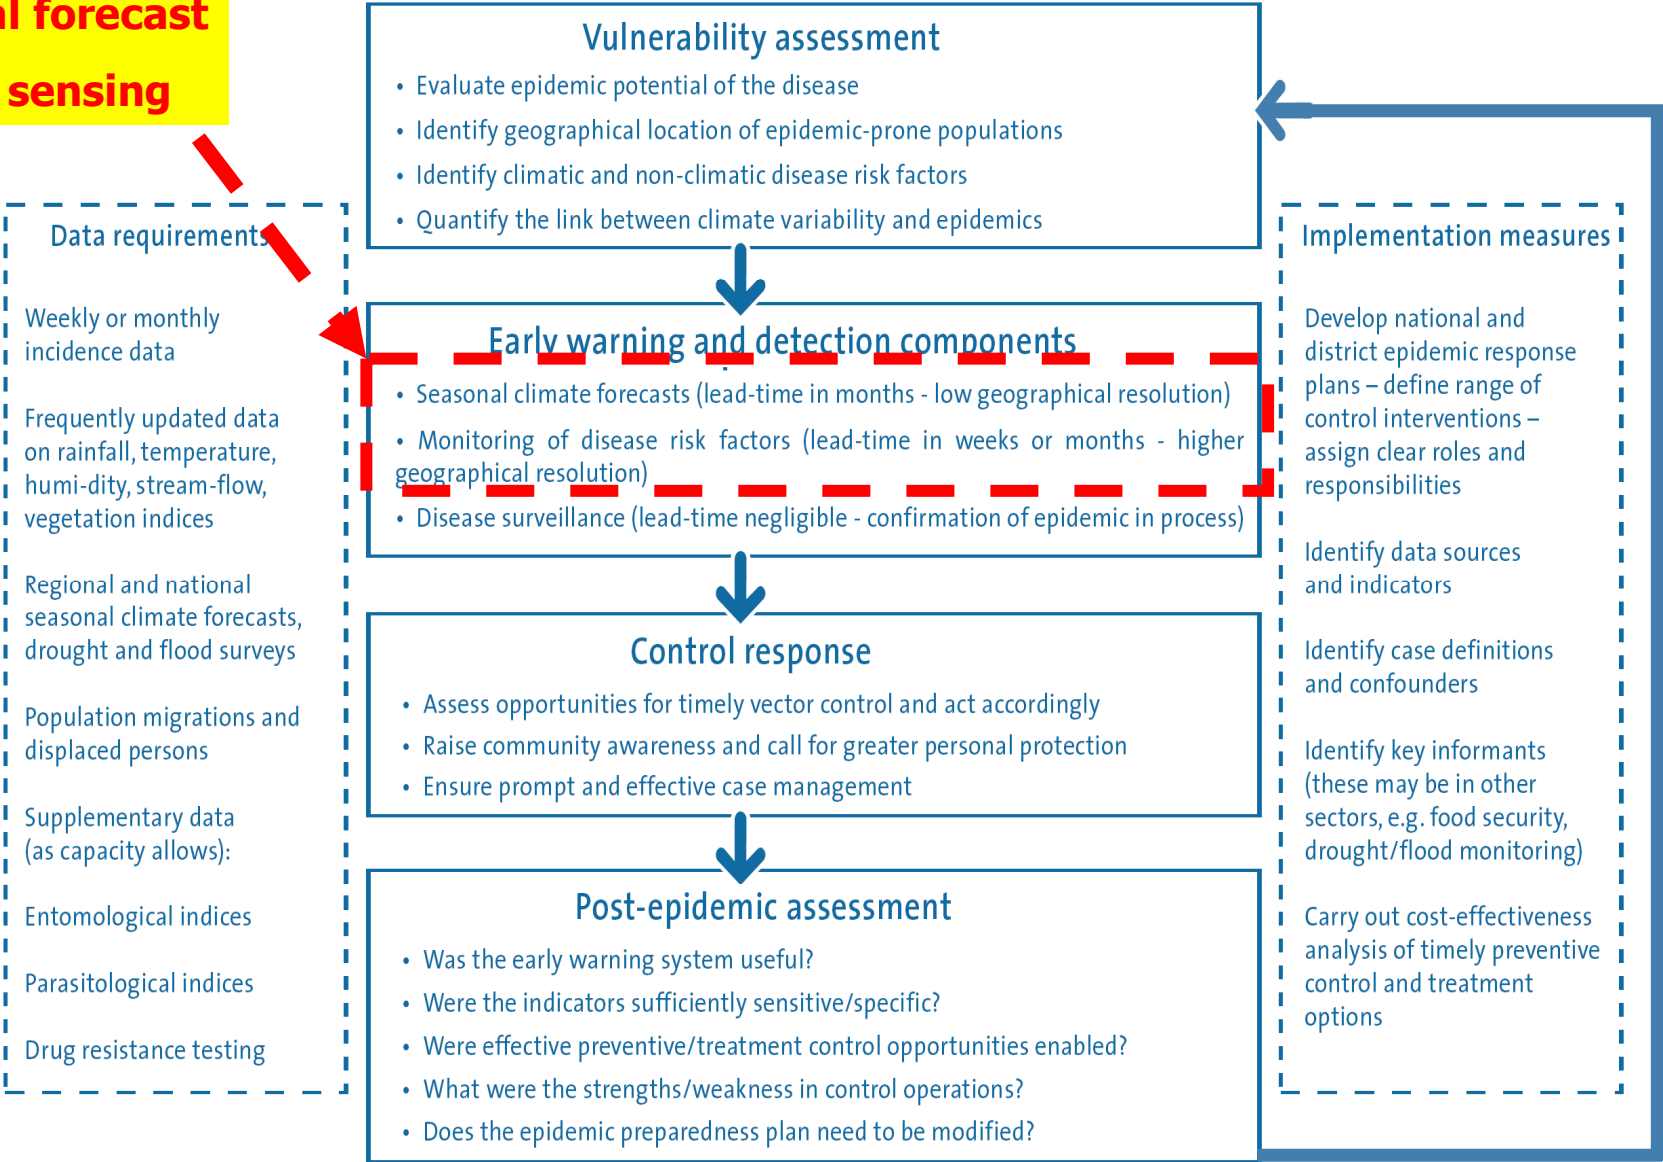 al forecast
sensing
Vulnerability assessment
• Evaluate epidemic potential of the disease
• Identify geographical location of epidemic-prone populations
• Identify climatic and non-climatic disease risk factors
• Quantify the link between climate variability and epidemics
Data requirements
Weekly or monthly
incidence data
Frequently updated data
on rainfall, temperature,
humi-dity, stream-flow,
vegetation indices
Regional and national
seasonal climate forecasts,
drought and flood surveys
Population migrations and
displaced persons
Supplementary data
(as capacity allows):
Entomological indices
Parasitological indices
Drug resistance testing
Early warning and detection components
• Seasonal climate forecasts (lead-time in months - low geographical resolution)
• Monitoring of disease risk factors (lead-time in weeks or months - higher
geographical resolution)
• Disease surveillance (lead-time negligible - confirmation of epidemic in process)
Control response
• Assess opportunities for timely vector control and act accordingly
• Raise community awareness and call for greater personal protection
• Ensure prompt and effective case management
Post-epidemic assessment
• Was the early warning system useful?
• Were the indicators sufficiently sensitive/specific?
• Were effective preventive/treatment control opportunities enabled?
• What were the strengths/weakness in control operations?
• Does the epidemic preparedness plan need to be modified?
Implementation measures
Develop national and
district epidemic response
plans – define range of
control interventions –
assign clear roles and
responsibilities
Identify data sources
and indicators
Identify case definitions
and confounders
Identify key informants
(these may be in other
sectors, e.g. food security,
drought/flood monitoring)
Carry out cost-effectiveness
analysis of timely preventive
control and treatment
options